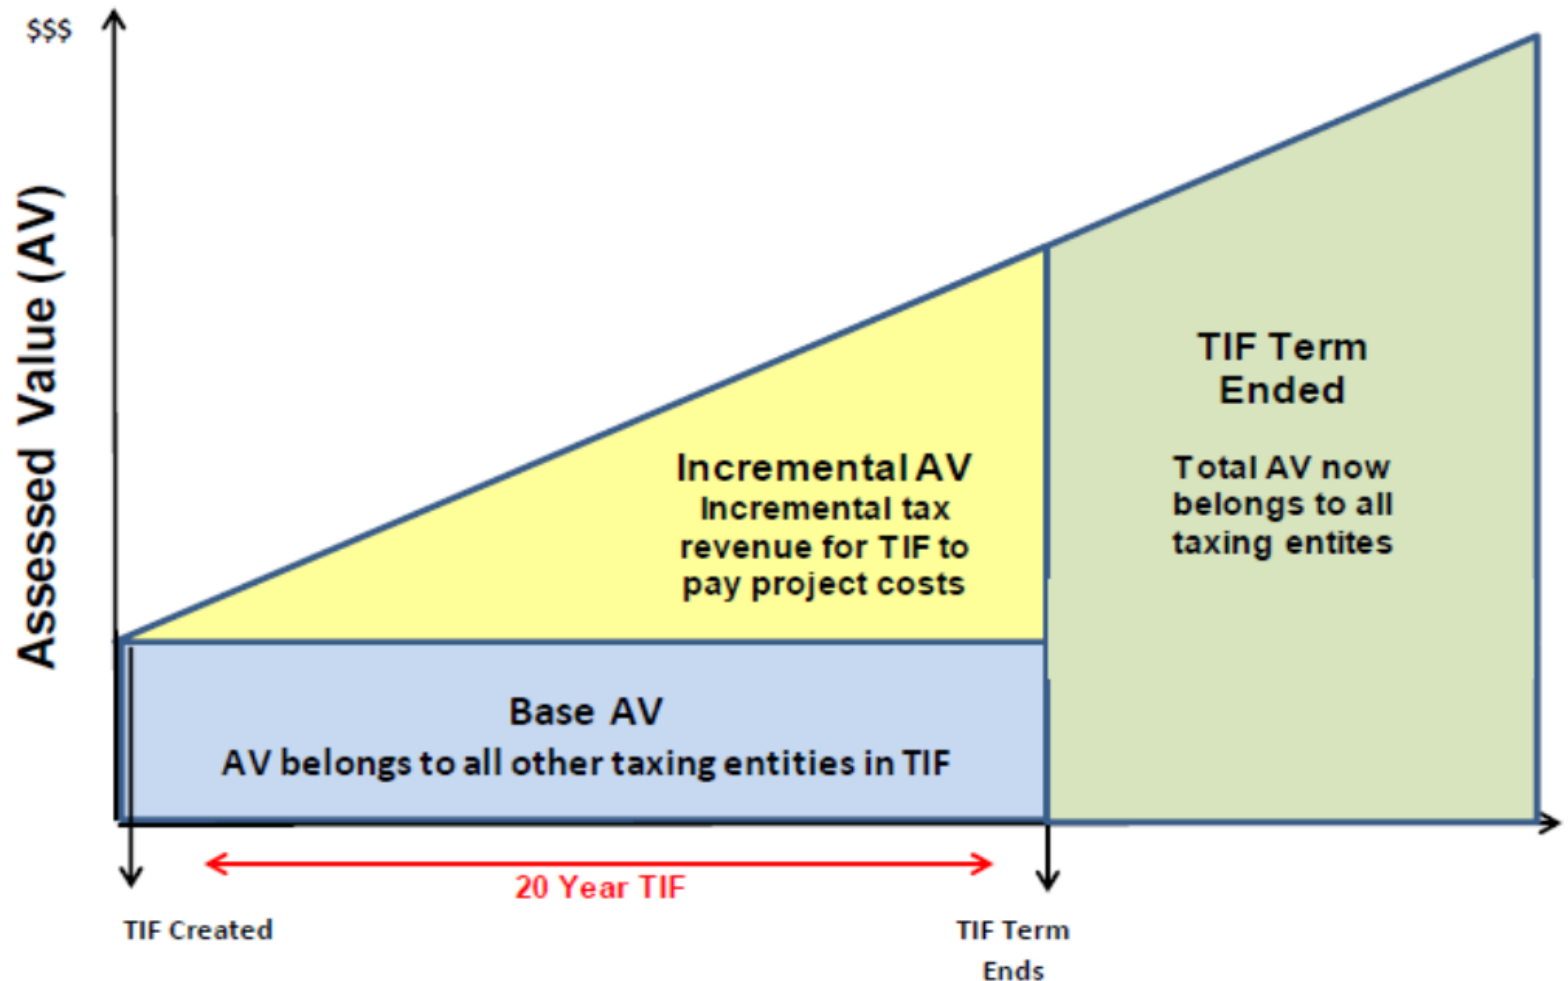 $$$
Assessed Value (AV)
Incremental AV
Incremental tax
revenue for TIF to
pay project costs
TIF Term
Ended
Total AV now
belongs to all
taxing entites
Base AV
AV belongs to all other taxing entities in TIF
20 Year TIF
TIF Created
TIF Term
Ends